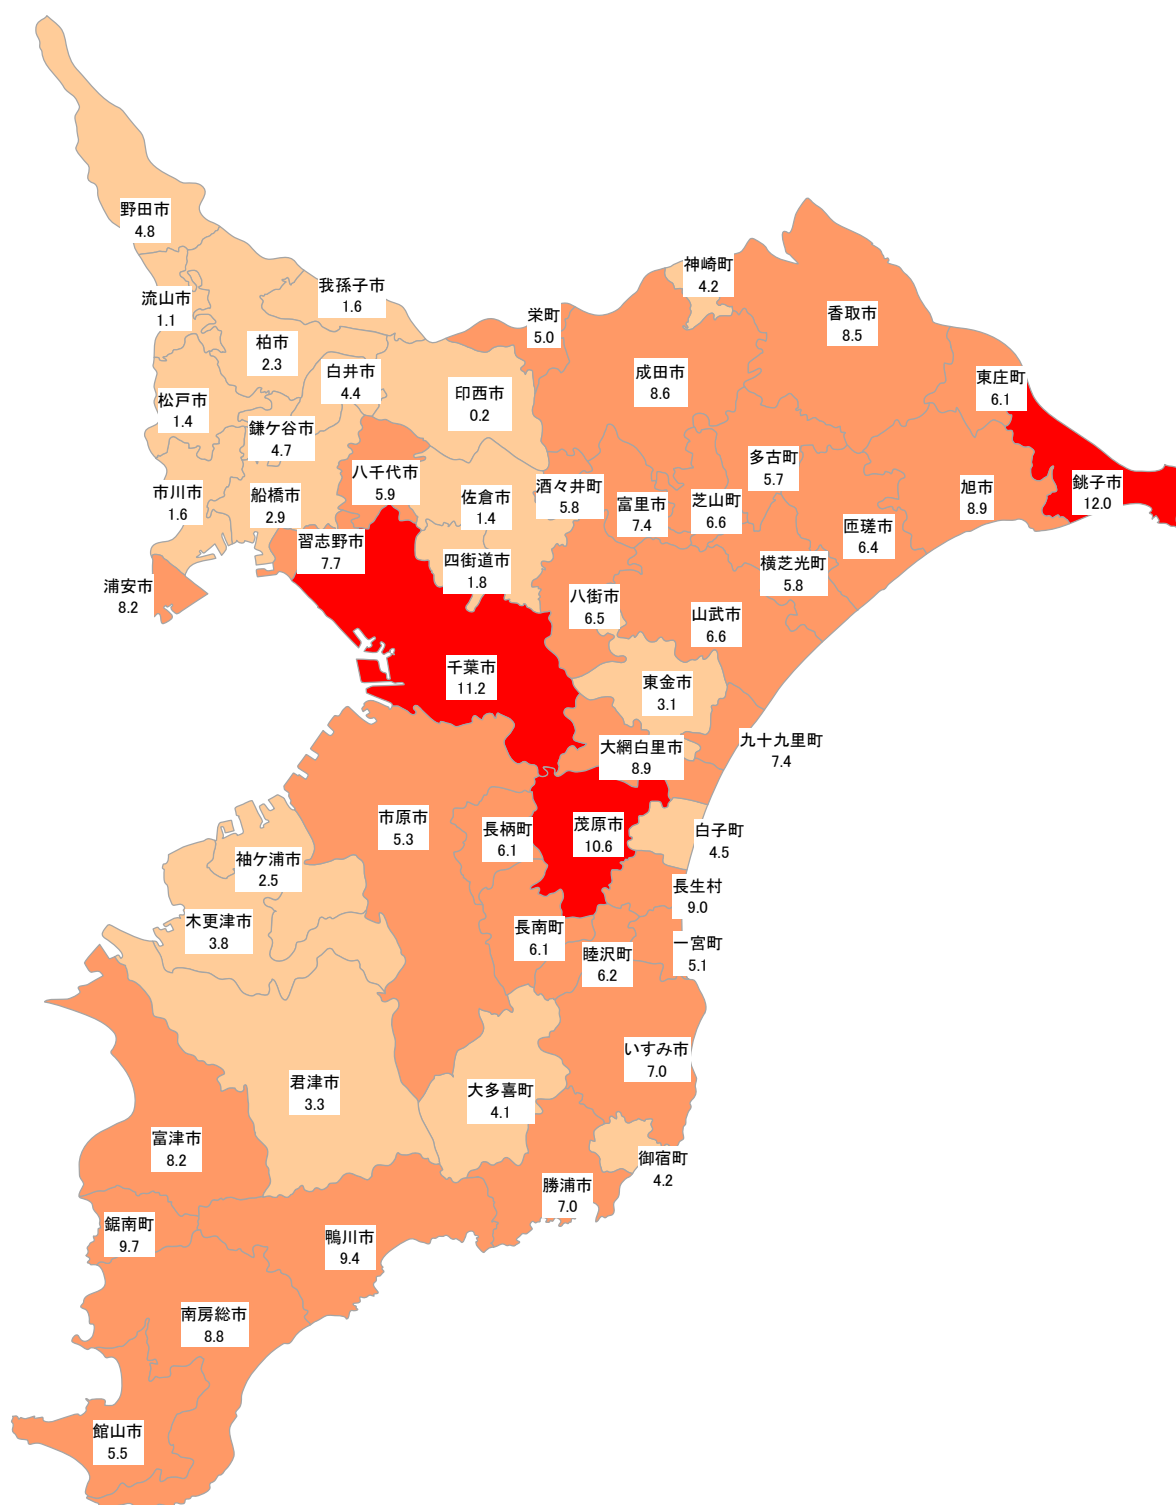 野田市
4.8
流山市
1.1
我孫子市
1.6
柏市
2.3
白井市
4.4
松戸市
1.4
鎌ケ谷市
4.7
印西市
0.2
栄町
5.0
神崎町
4.2
成田市
8.6
香取市
8.5
東庄町
6.1
銚子市
12.0
旭市
8.9
多古町
5.7
匝瑳市
6.4
芝山町
6.6
横芝光町
5.8
富里市
7.4
酒々井町
5.8
佐倉市
1.4
八千代市
5.9
船橋市
2.9
市川市
1.6
習志野市
7.7
浦安市
8.2
四街道市
1.8
八街市
6.5
山武市
6.6
千葉市
11.2
東金市
3.1
大網白里市
8.9
九十九里町
7.4
市原市
5.3
長柄町
6.1
茂原市
10.6
白子町
4.5
袖ケ浦市
2.5
長生村
9.0
木更津市
3.8
長南町
6.1
睦沢町
6.2
一宮町
5.1
いすみ市
7.0
君津市
3.3
大多喜町
4.1
富津市
8.2
御宿町
4.2
勝浦市
7.0
鋸南町
9.7
鴨川市
9.4
南房総市
8.8
館山市
5.5